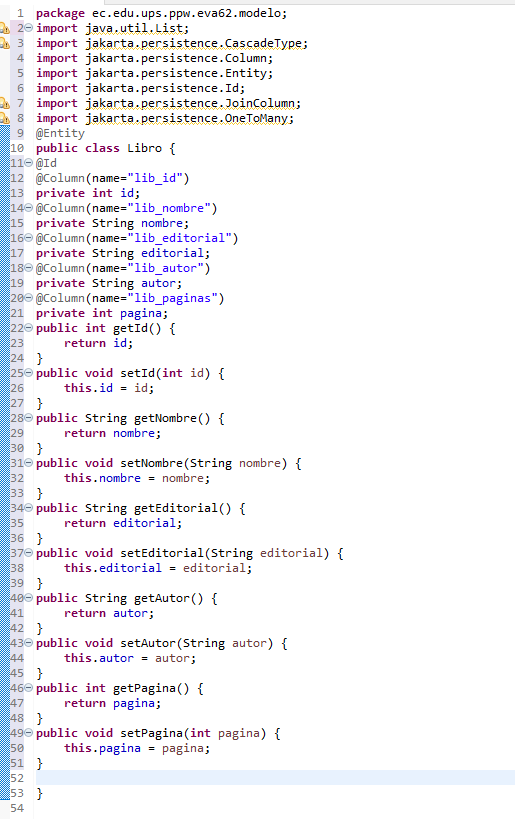 1 package ec.edu.ups.ppw.eva62.modelo;
2 import java.util.List;
3 import jakarta.persistence.CascadeType;
4 import jakarta.persistence.Column;
5 import jakarta.persistence.Entity;
6 import jakarta.persistence.Id;
7 import jakarta.persistence.JoinColumn;
8 import jakarta.persistence.OneToMany;
9 @Entity
10 public class Libro {
11 @Id
12 @Column(name="lib_id")
13 private int id;
14 @Column(name="lib_nombre")
15 private String nombre;
16 @Column(name="lib_editorial")
17 private String editorial;
18 @Column(name="lib_autor")
19 private String autor;
20 @Column(name="lib_paginas")
21 private int pagina;
22 public int getId() {
23     return id;
24 }
25 public void setId(int id) {
26     this.id = id;
27 }
28 public String getNombre() {
29     return nombre;
30 }
31 public void setNombre(String nombre) {
32     this.nombre = nombre;
33 }
34 public String getEditorial() {
35     return editorial;
36 }
37 public void setEditorial(String editorial) {
38     this.editorial = editorial;
39 }
40 public String getAutor() {
41     return autor;
42 }
43 public void setAutor(String autor) {
44     this.autor = autor;
45 }
46 public int getPagina() {
47     return pagina;
48 }
49 public void setPagina(int pagina) {
50     this.pagina = pagina;
51 }
52
53 }
54